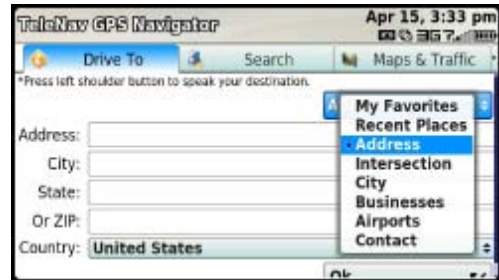 TeleNav GPS Navigator
Apr 15, 3:33 pm
Drive To
Search
Maps & Traffic
*Press left shoulder button to speak your destination.
My Favorites
Recent Places
Address
Intersection
City
Businesses
Airports
Contact
Address:
City:
State:
Or ZIP:
Country: United States
Ok